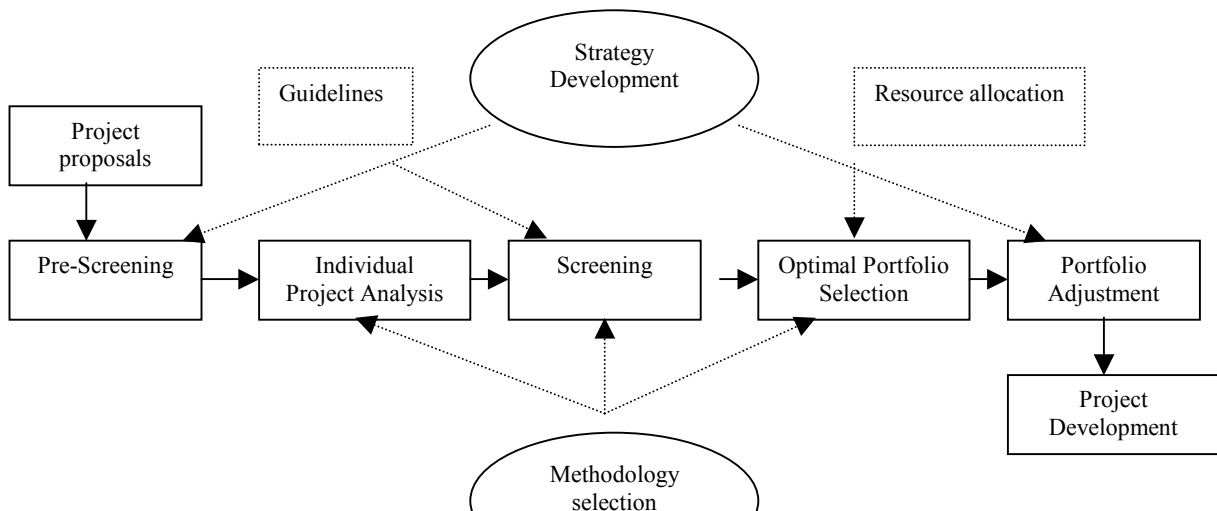 Strategy
Development
Guidelines
Resource allocation
Project
proposals
Pre-Screening
Individual
Project Analysis
Screening
Optimal Portfolio
Selection
Portfolio
Adjustment
Project
Development
Methodology
selection